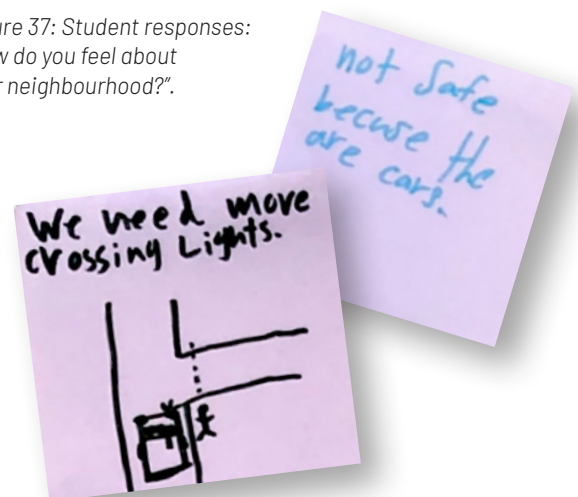 ure 37: Student responses:
w do you feel about
r neighbourhood?".
not Safe
becuse the
are cars.
We need more
crossing Lights.